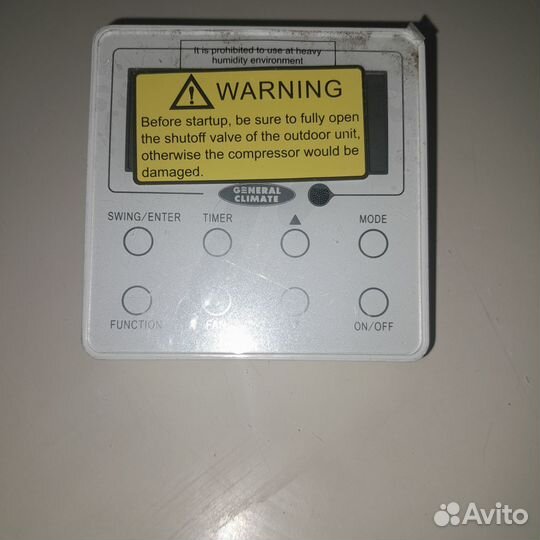 It is prohibited to use at heavy
humidity environment
WARNING
Before startup, be sure to fully open
the shutoff valve of the outdoor unit,
otherwise the compressor would be
damaged.
GENERAL
CLIMATE
SWING/ENTER TIMER ▲ MODE
FUNCTION FAN ▼ ON/OFF
Avito